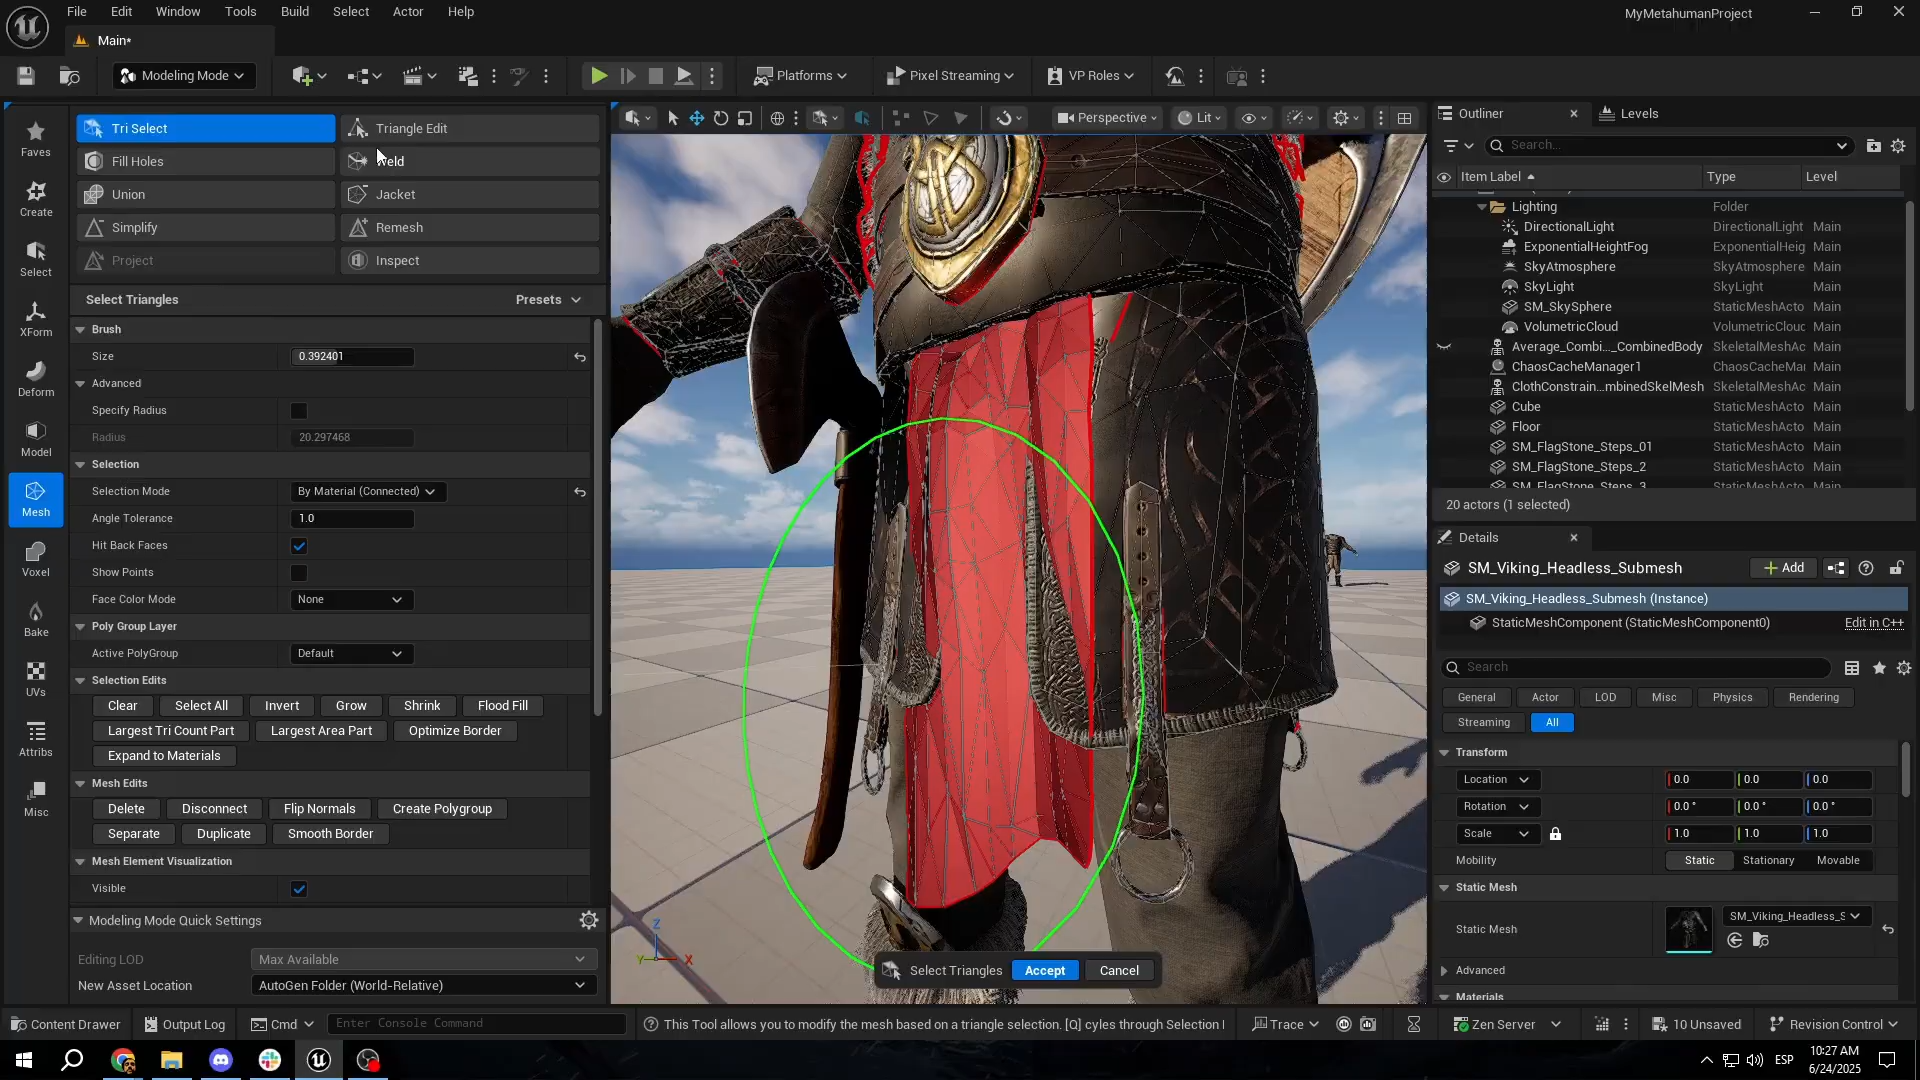 File Edit Window Tools Build Select Actor Help
MyMetahumanProject
Main*
Modeling Mode
Platforms
Pixel Streaming
VP Roles
Tri Select
Triangle Edit
Fill Holes
Weld
Union
Jacket
Simplify
Remesh
Project
Inspect
Faves
Create
Select
XForm
Deform
Model
Mesh
Voxel
Bake
UVs
Attribs
Misc
Select Triangles
Presets
Brush
Size 0.392401
Advanced
Specify Radius
Radius 20.297468
Selection
Selection Mode By Material (Connected)
Angle Tolerance 1.0
Hit Back Faces
Show Points
Face Color Mode None
Poly Group Layer
Active PolyGroup Default
Selection Edits
Clear Select All Invert Grow Shrink Flood Fill
Largest Tri Count Part Largest Area Part Optimize Border
Expand to Materials
Mesh Edits
Delete Disconnect Flip Normals Create Polygroup
Separate Duplicate Smooth Border
Mesh Element Visualization
Visible
Modeling Mode Quick Settings
Editing LOD Max Available
New Asset Location AutoGen Folder (World-Relative)
Perspective
Lit
Z
Y
X
Select Triangles Accept Cancel
Outliner
Levels
Search...
Item Label Type Level
Lighting Folder
DirectionalLight DirectionalLight Main
ExponentialHeightFog ExponentialHeig Main
SkyAtmosphere SkyAtmosphere Main
SkyLight SkyLight Main
SM_SkySphere StaticMeshActo Main
VolumetricCloud VolumetricCloud Main
Average_Combi..._CombinedBody SkeletalMeshAc Main
ChaosCacheManager1 ChaosCacheMar Main
ClothConstrain...mbinedSkelMesh SkeletalMeshAc Main
Cube StaticMeshActo Main
Floor StaticMeshActo Main
SM_FlagStone_Steps_01 StaticMeshActo Main
SM_FlagStone_Steps_2 StaticMeshActo Main
SM_FlagStone_Steps_3 StaticMeshActo Main
20 actors (1 selected)
Details
SM_Viking_Headless_Submesh
Add
SM_Viking_Headless_Submesh (Instance)
StaticMeshComponent (StaticMeshComponent0) Edit in C++
Search
General Actor LOD Misc Physics Rendering
Streaming All
Transform
Location 0.0 0.0 0.0
Rotation 0.0 ° 0.0 ° 0.0 °
Scale 1.0 1.0 1.0
Mobility Static Stationary Movable
Static Mesh
Static Mesh SM_Viking_Headless_S
Advanced
Materials
Content Drawer Output Log Cmd Enter Console Command
This Tool allows you to modify the mesh based on a triangle selection. [Q] cyles through Selection
Trace
Zen Server
10 Unsaved
Revision Control
ESP
10:27 AM
6/24/2025